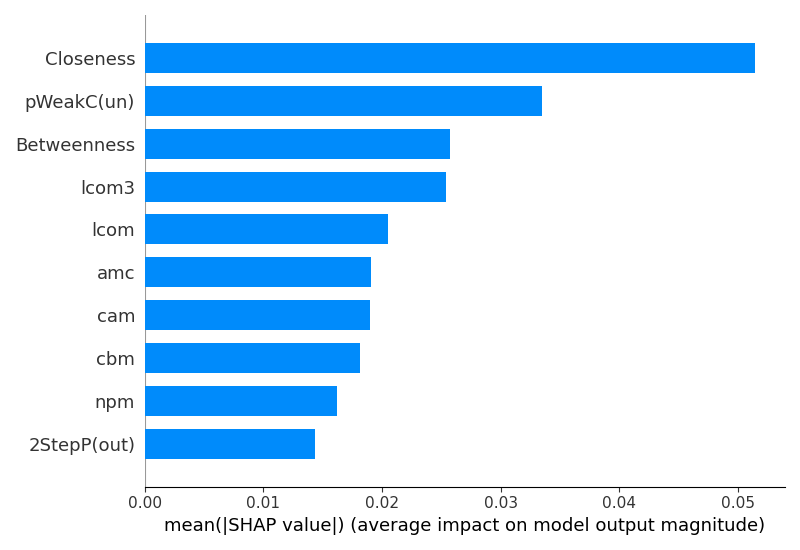 Closeness
pWeakC(un)
Betweenness
lcom3
lcom
amc
cam
cbm
npm
2StepP(out)
0.00 0.01 0.02 0.03 0.04 0.05
mean(|SHAP value|) (average impact on model output magnitude)